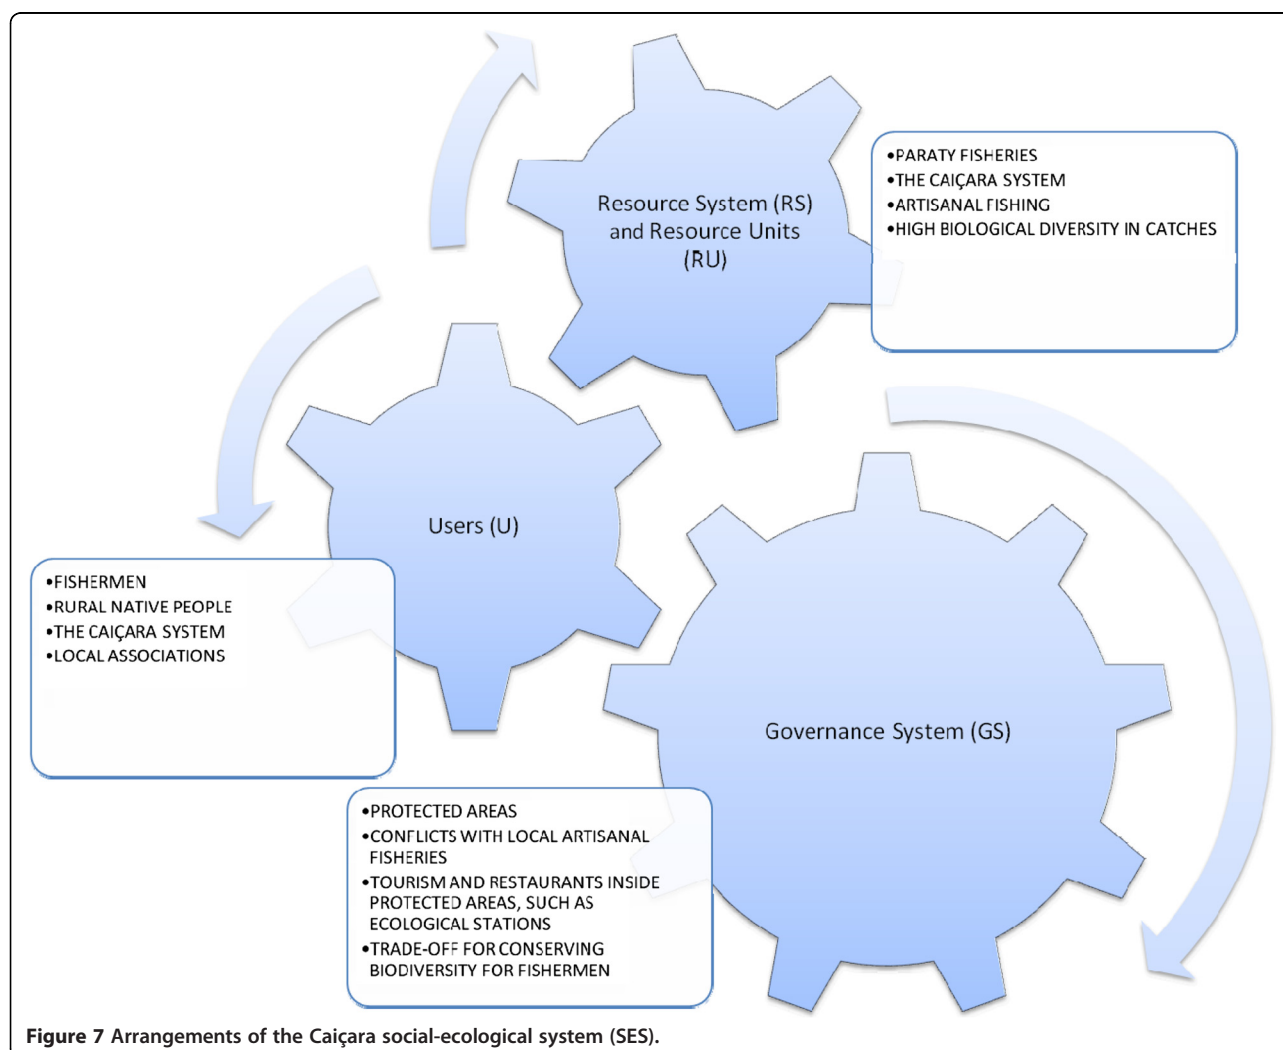 Resource System (RS)
and Resource Units
(RU)
•PARATY FISHERIES
•THE CAIÇARA SYSTEM
•ARTISANAL FISHING
•HIGH BIOLOGICAL DIVERSITY IN CATCHES
Users (U)
•FISHERMEN
•RURAL NATIVE PEOPLE
•THE CAIÇARA SYSTEM
•LOCAL ASSOCIATIONS
Governance System (GS)
•PROTECTED AREAS
•CONFLICTS WITH LOCAL ARTISANAL
FISHERIES
•TOURISM AND RESTAURANTS INSIDE
PROTECTED AREAS, SUCH AS
ECOLOGICAL STATIONS
•TRADE-OFF FOR CONSERVING
BIODIVERSITY FOR FISHERMEN
Figure 7 Arrangements of the Caiçara social-ecological system (SES).